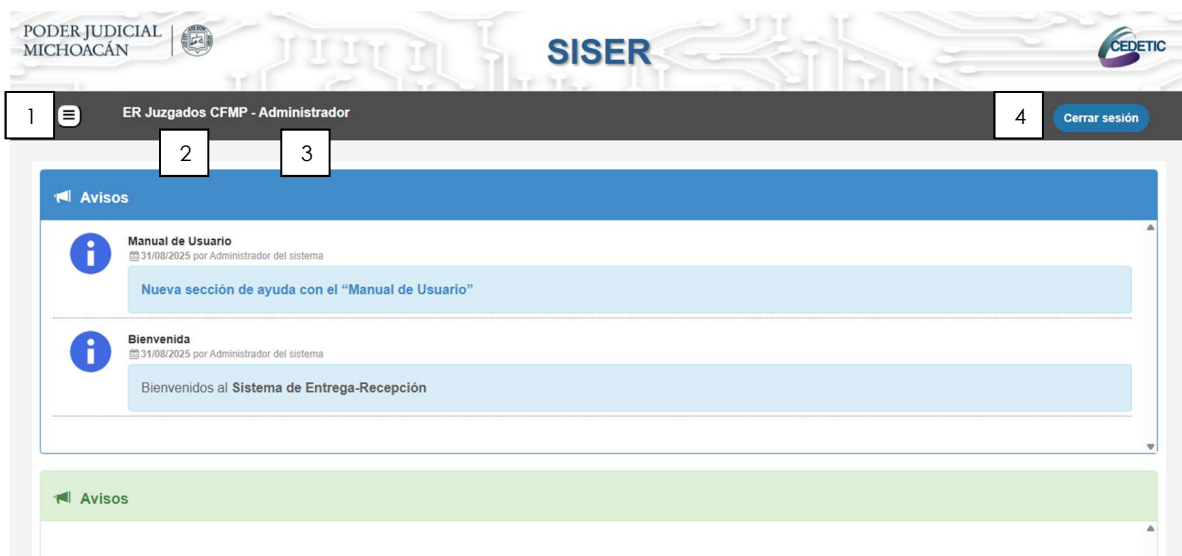 PODER JUDICIAL
MICHOACÁN
SISER
CEDETIC
1
ER Juzgados CFMP - Administrador
4
Cerrar sesión
2
3
Avisos
Manual de Usuario
31/08/2025 por Administrador del sistema
Nueva sección de ayuda con el “Manual de Usuario”
Bienvenida
31/08/2025 por Administrador del sistema
Bienvenidos al Sistema de Entrega-Recepción
Avisos